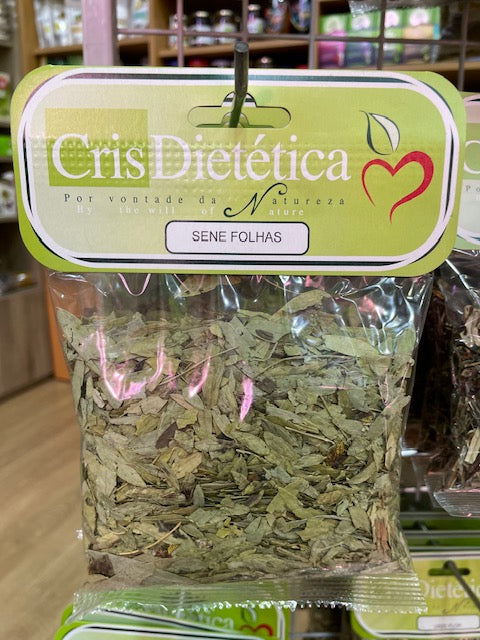 CrisDietética
Por vontade da Natureza
By the will of Nature
SENE FOLHAS